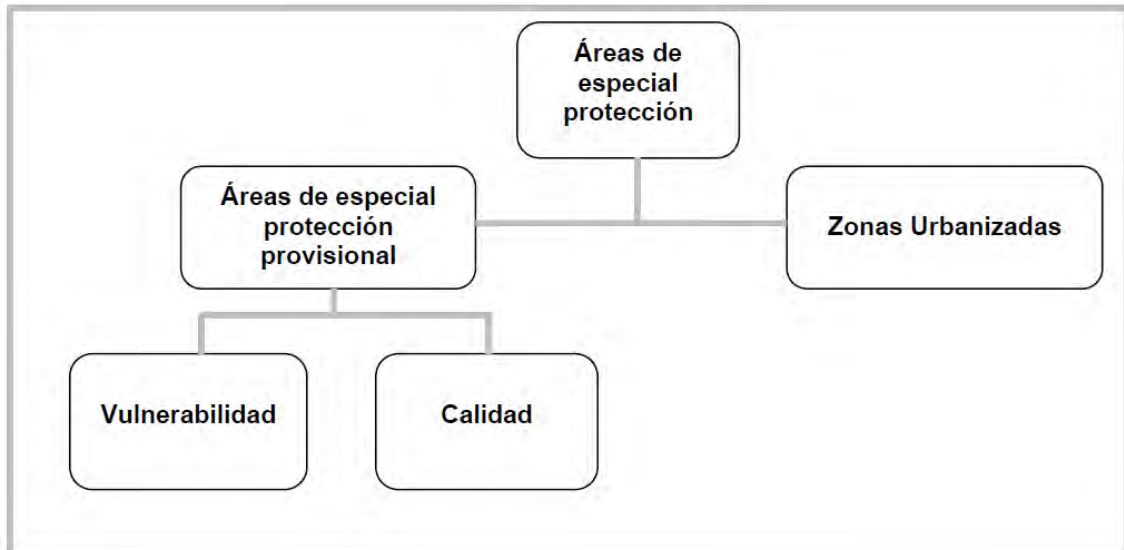 Áreas de
especial
protección
Áreas de especial
protección
provisional
Zonas Urbanizadas
Vulnerabilidad
Calidad